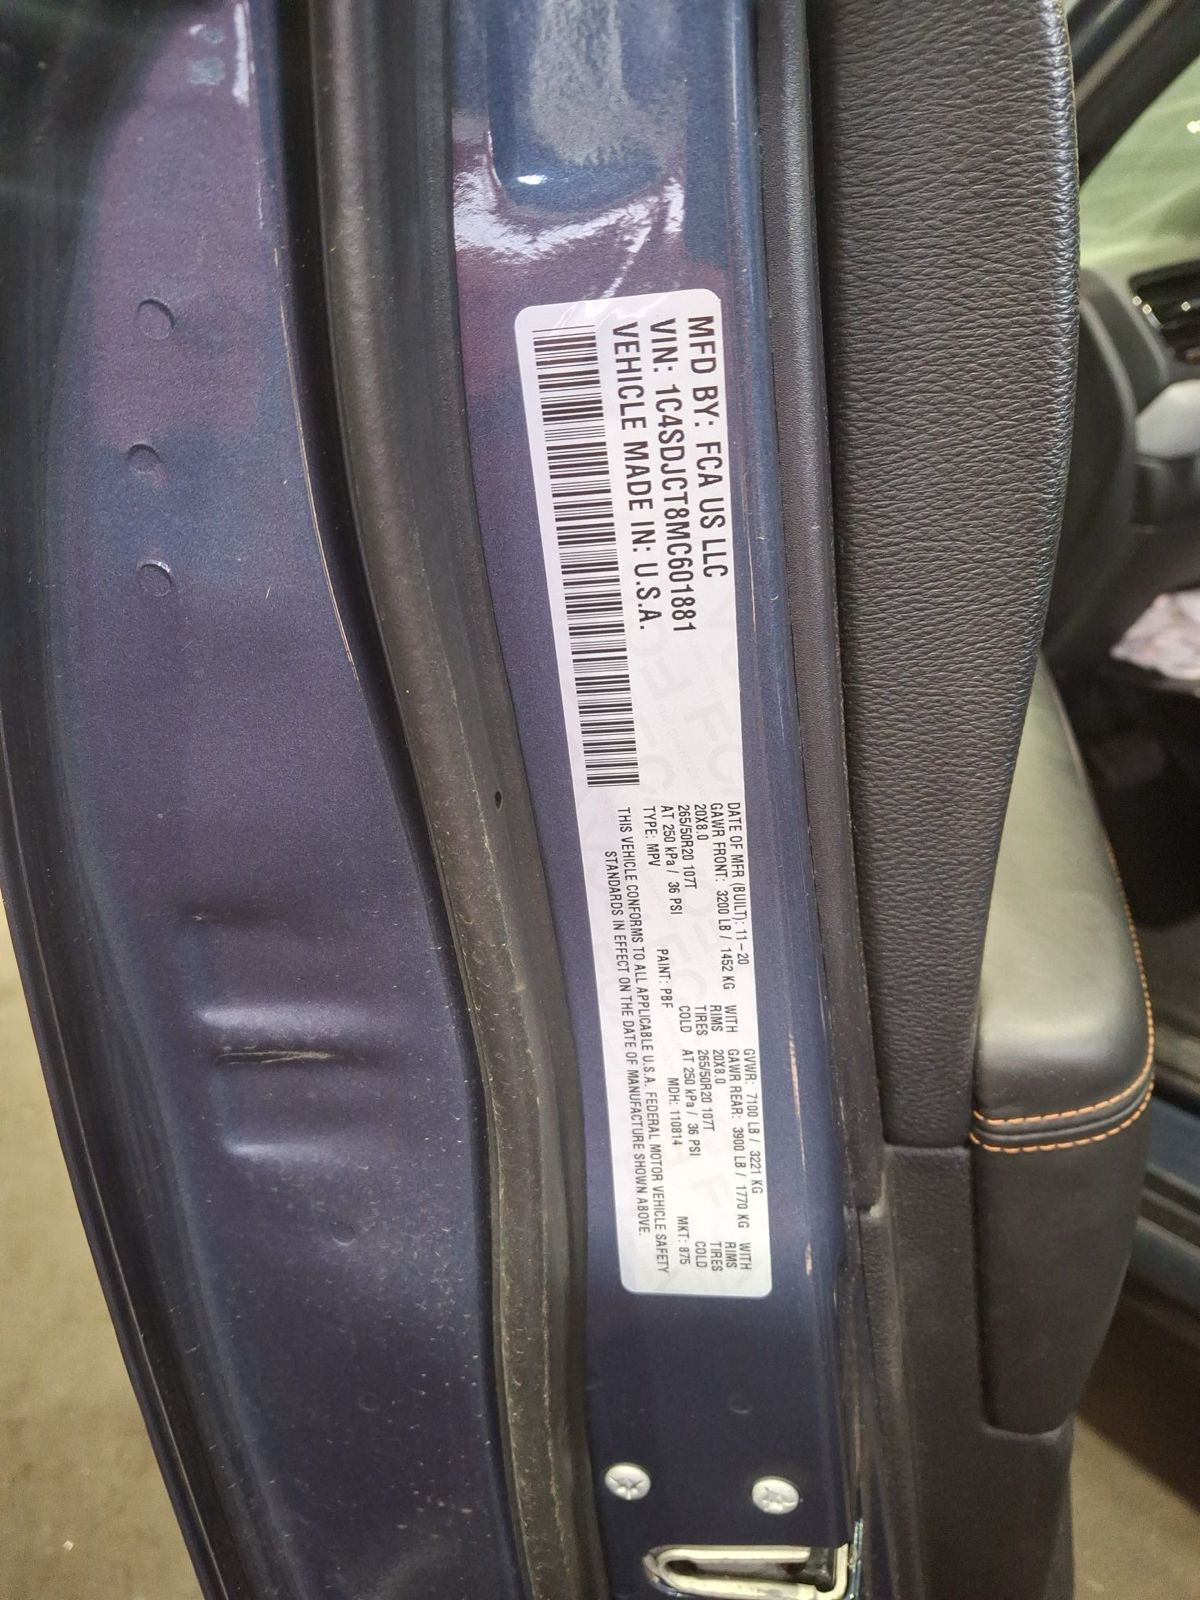 MFD BY: FCA US LLC
VIN: 1C4SDJCT8MC601881
VEHICLE MADE IN: U.S.A.
DATE OF MFR (BUILT): 11-20 GVWR: 7100 LB / 3221 KG
GAWR FRONT: 3200 LB / 1452 KG WITH GAWR REAR: 3900 LB / 1770 KG WITH
20X8.0 RIMS 20X8.0 RIMS
265/50R20 107T TIRES 265/50R20 107T TIRES
AT 250 kPa / 36 PSI COLD AT 250 kPa / 36 PSI COLD
TYPE: MPV PAINT: PBF MDH: 110814 MKT: 875
THIS VEHICLE CONFORMS TO ALL APPLICABLE U.S.A. FEDERAL MOTOR VEHICLE SAFETY
STANDARDS IN EFFECT ON THE DATE OF MANUFACTURE SHOWN ABOVE.